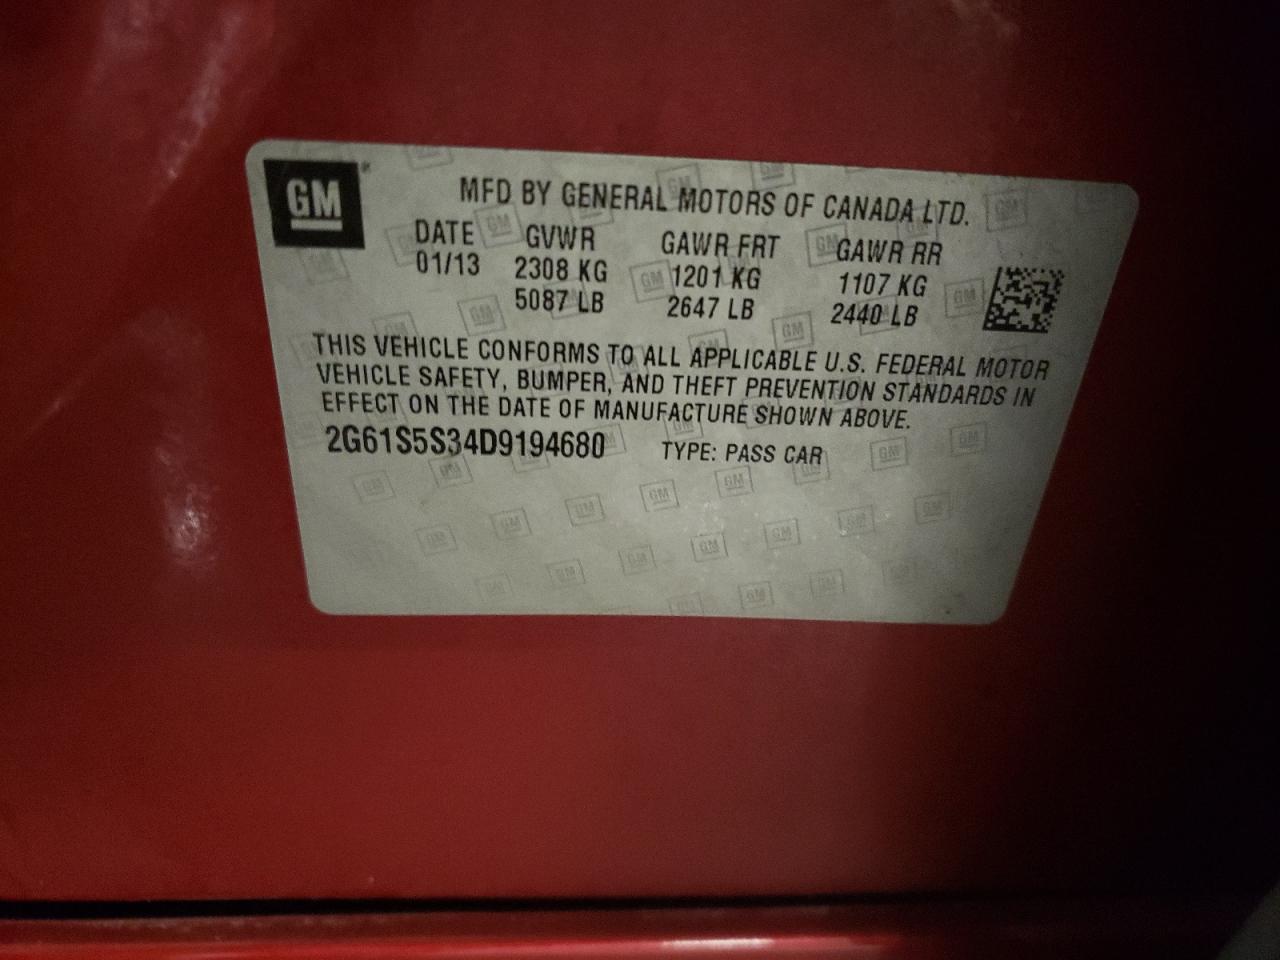 GM
MFD BY GENERAL MOTORS OF CANADA LTD.
DATE GVWR GAWR FRT GAWR RR
01/13 2308 KG 1201 KG 1107 KG
5087 LB 2647 LB 2440 LB
THIS VEHICLE CONFORMS TO ALL APPLICABLE U.S. FEDERAL MOTOR
VEHICLE SAFETY, BUMPER, AND THEFT PREVENTION STANDARDS IN
EFFECT ON THE DATE OF MANUFACTURE SHOWN ABOVE.
2G61S5S34D9194680 TYPE: PASS CAR